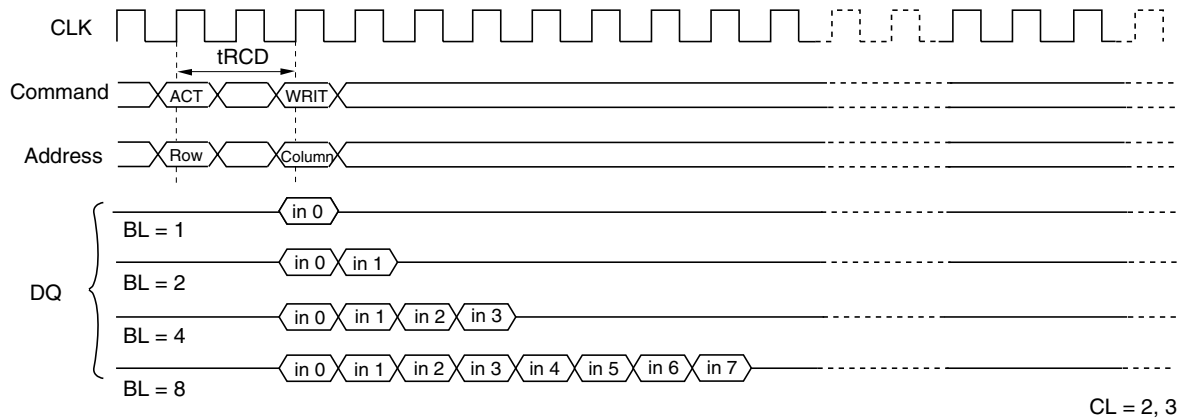 CLK
tRCD
Command ACT WRIT
Address Row Column
DQ
in 0
BL = 1
in 0 in 1
BL = 2
in 0 in 1 in 2 in 3
BL = 4
in 0 in 1 in 2 in 3 in 4 in 5 in 6 in 7
BL = 8
CL = 2, 3